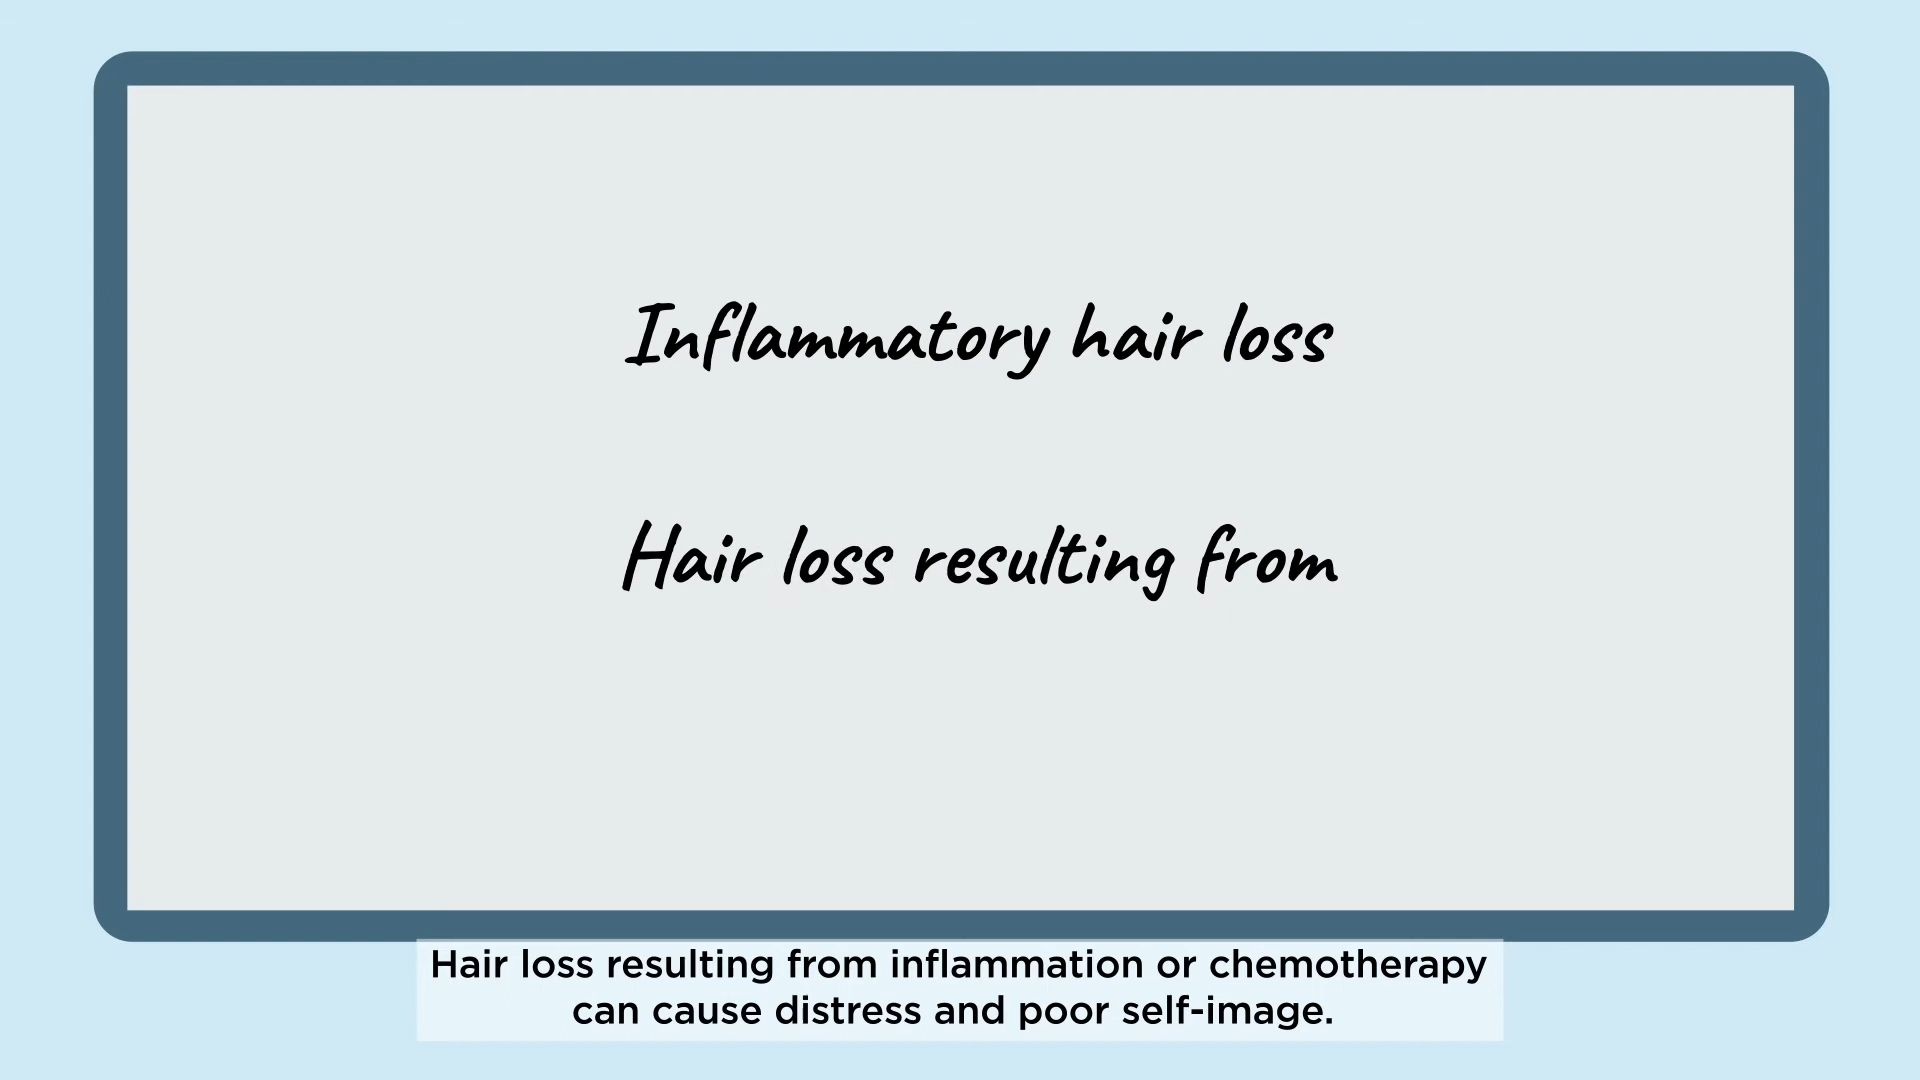 Inflammatory hair loss
Hair loss resulting from
Hair loss resulting from inflammation or chemotherapy
can cause distress and poor self-image.